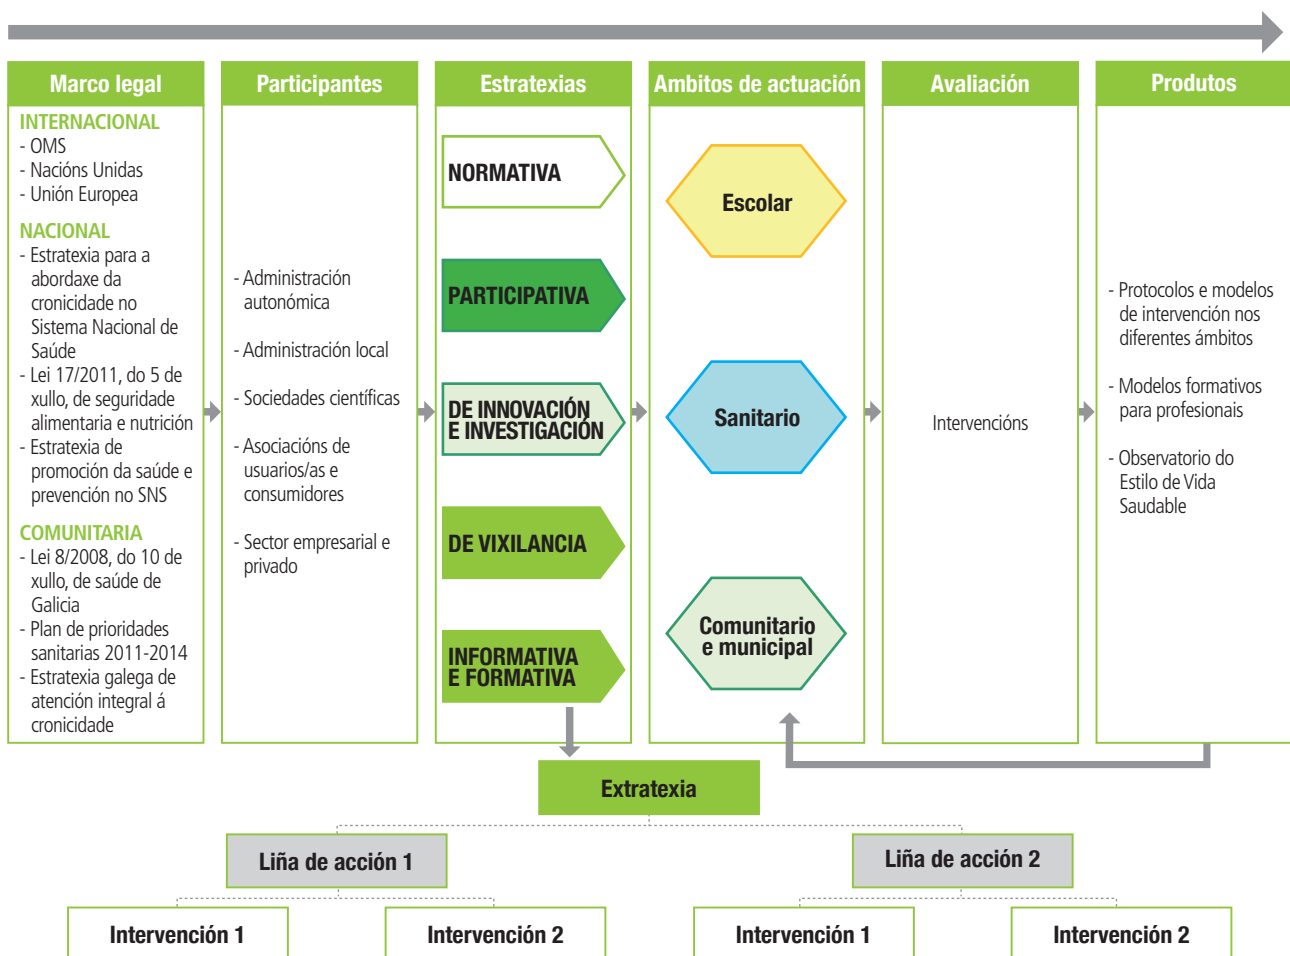 Marco legal
Participantes
Estratexias
Ambitos de actuación
Avaliación
Produtos
INTERNACIONAL
- OMS
- Nacións Unidas
- Unión Europea
NACIONAL
- Estratexia para a
abordaxe da
cronicidade no
Sistema Nacional de
Saúde
- Lei 17/2011, do 5 de
xullo, de seguridade
alimentaria e nutrición
- Estratexia de
promoción da saúde e
prevención no SNS
COMUNITARIA
- Lei 8/2008, do 10 de
xullo, de saúde de
Galicia
- Plan de prioridades
sanitarias 2011-2014
- Estratexia galega de
atención integral á
cronicidade
- Administración
autonómica
- Administración local
- Sociedades científicas
- Asociacións de
usuarios/as e
consumidores
- Sector empresarial e
privado
NORMATIVA
PARTICIPATIVA
DE INNOVACIÓN
E INVESTIGACIÓN
DE VIXILANCIA
INFORMATIVA
E FORMATIVA
Escolar
Sanitario
Comunitario
e municipal
Intervencións
- Protocolos e modelos
de intervención nos
diferentes ámbitos
- Modelos formativos
para profesionais
- Observatorio do
Estilo de Vida
Saudable
Extratexia
Liña de acción 1
Liña de acción 2
Intervención 1
Intervención 2
Intervención 1
Intervención 2